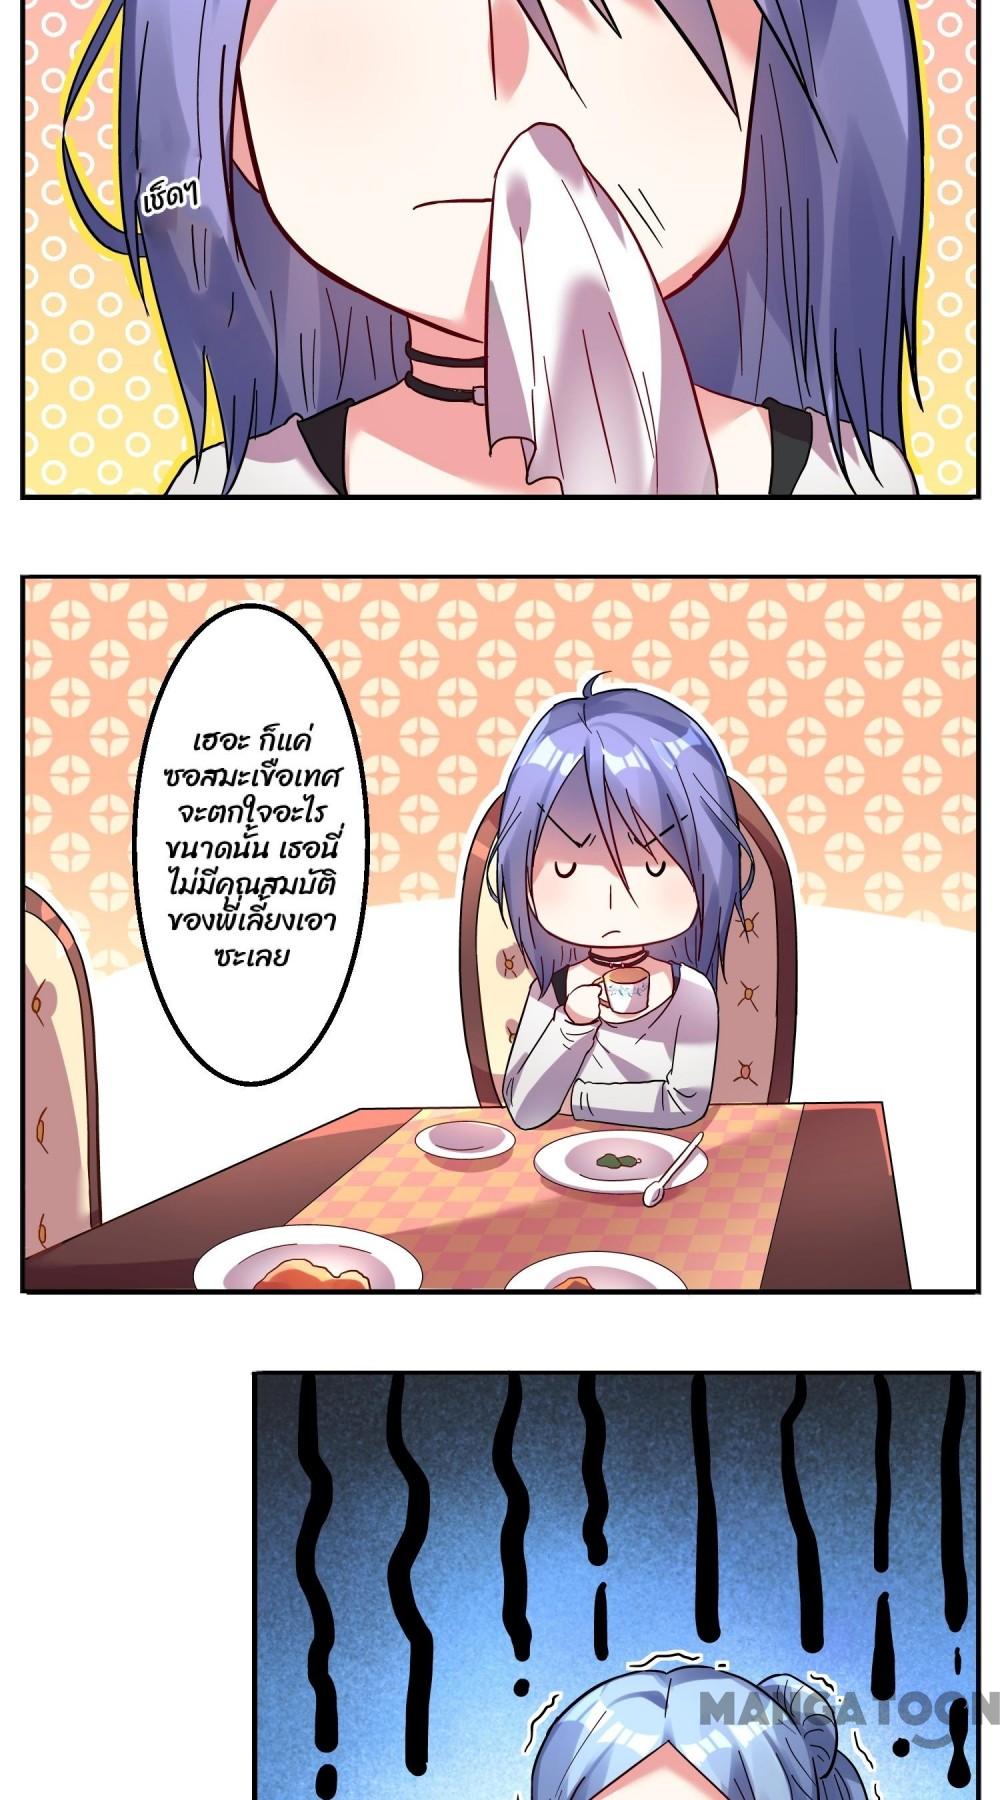 เช็ดๆ
เฮอะ ก็แค่
ซอสมะเขือเทศ
จะตกใจอะไร
ขนาดนั้น เธอนี่
ไม่มีคุณสมบัติ
ของพี่เลี้ยงเอา
ซะเลย
MANGATOON